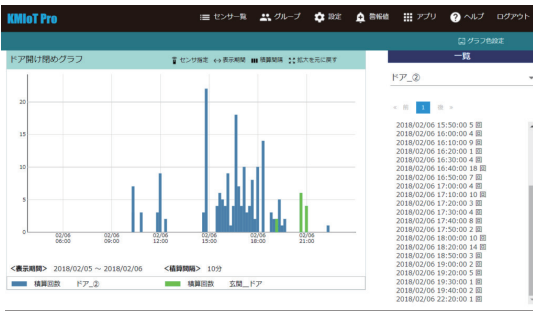 KMIoT Pro
センサ一覧 グループ 設定 警報値 アプリ ヘルプ ログアウト
グラフ色設定
ドア開け閉めグラフ
センサ指定 表示期間 積算間隔 拡大を元に戻す
一覧
ドア_②
20
15
10
5
0
02/06 06:00
02/06 09:00
02/06 12:00
02/06 15:00
02/06 18:00
02/06 21:00
<表示期間> 2018/02/05 ～ 2018/02/06 <積算間隔> 10分
積算回数 ドア_② 積算回数 玄関__ドア
« 前 1 後 »
2018/02/06 15:50:00 5 回
2018/02/06 16:00:00 4 回
2018/02/06 16:10:00 9 回
2018/02/06 16:20:00 1 回
2018/02/06 16:30:00 4 回
2018/02/06 16:40:00 18 回
2018/02/06 16:50:00 7 回
2018/02/06 17:00:00 4 回
2018/02/06 17:10:00 10 回
2018/02/06 17:20:00 3 回
2018/02/06 17:30:00 4 回
2018/02/06 17:40:00 8 回
2018/02/06 17:50:00 2 回
2018/02/06 18:00:00 10 回
2018/02/06 18:20:00 14 回
2018/02/06 18:50:00 3 回
2018/02/06 19:00:00 2 回
2018/02/06 19:20:00 5 回
2018/02/06 19:30:00 1 回
2018/02/06 19:40:00 2 回
2018/02/06 22:20:00 1 回